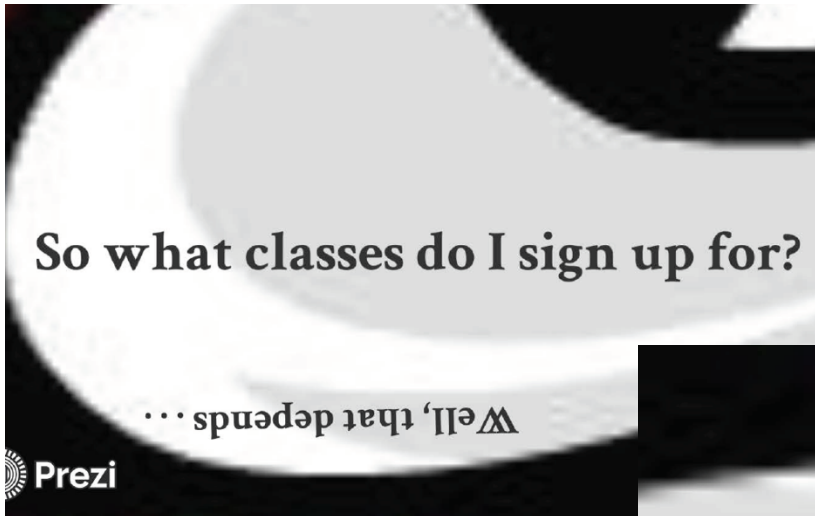 So what classes do I sign up for?
Well, that depends ...
Prezi